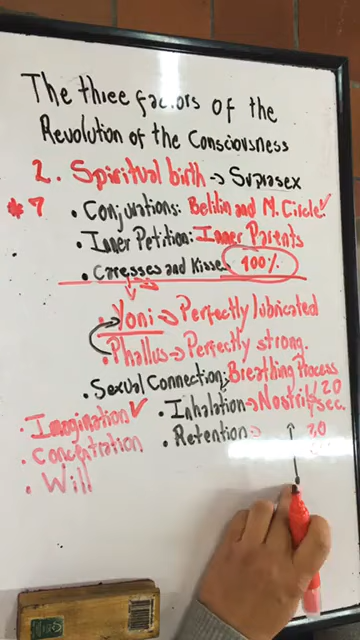 The three factors of the
Revolution of the Consciousness
2. Spiritual birth → Suprasex
* 7 • Conjurations: Belilin and M. Circle! ✓
• Inner Petition: Inner Parents
• Caresses and Kisses 100%
• Yoni → Perfectly lubricated
• Phallus → Perfectly strong.
• Sexual Connection: Breathing Process
• Inhalation → Nostril/20 sec.
• Retention → 20
• Imagination ✓
• Concentration
• Will